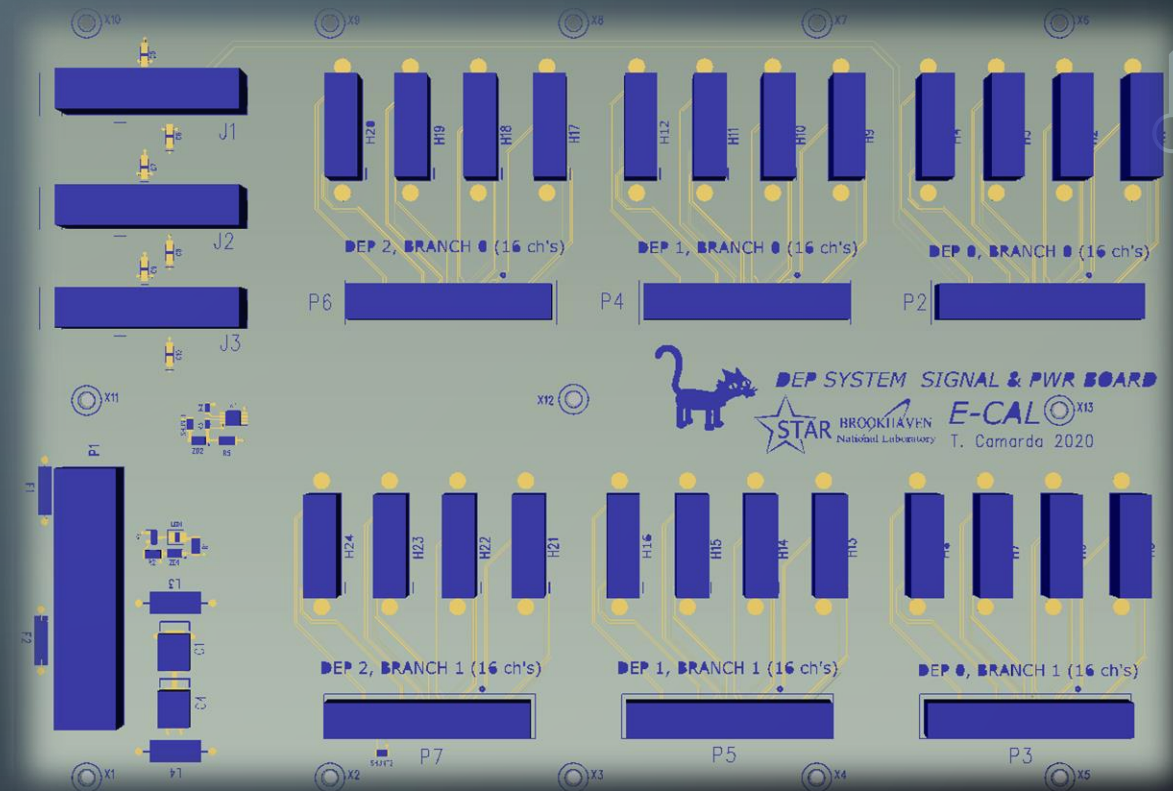 X10
X9
X8
X7
X6
J1
H20
H19
H18
H17
H12
H11
H10
H9
J2
DEP 2, BRANCH 0 (16 ch's)
DEP 1, BRANCH 0 (16 ch's)
DEP 0, BRANCH 0 (16 ch's)
P6
P4
P2
J3
DEP SYSTEM SIGNAL & PWR BOARD
X11
X12
STAR
BROOKHAVEN
National Laboratory
E-CAL
X13
T. Camarda 2020
P1
F1
H24
H23
H22
H21
H16
H15
H14
H13
H7
L3
F2
C1
DEP 2, BRANCH 1 (16 ch's)
DEP 1, BRANCH 1 (16 ch's)
DEP 0, BRANCH 1 (16 ch's)
C4
P7
P5
P3
L4
X1
X2
X3
X4
X5